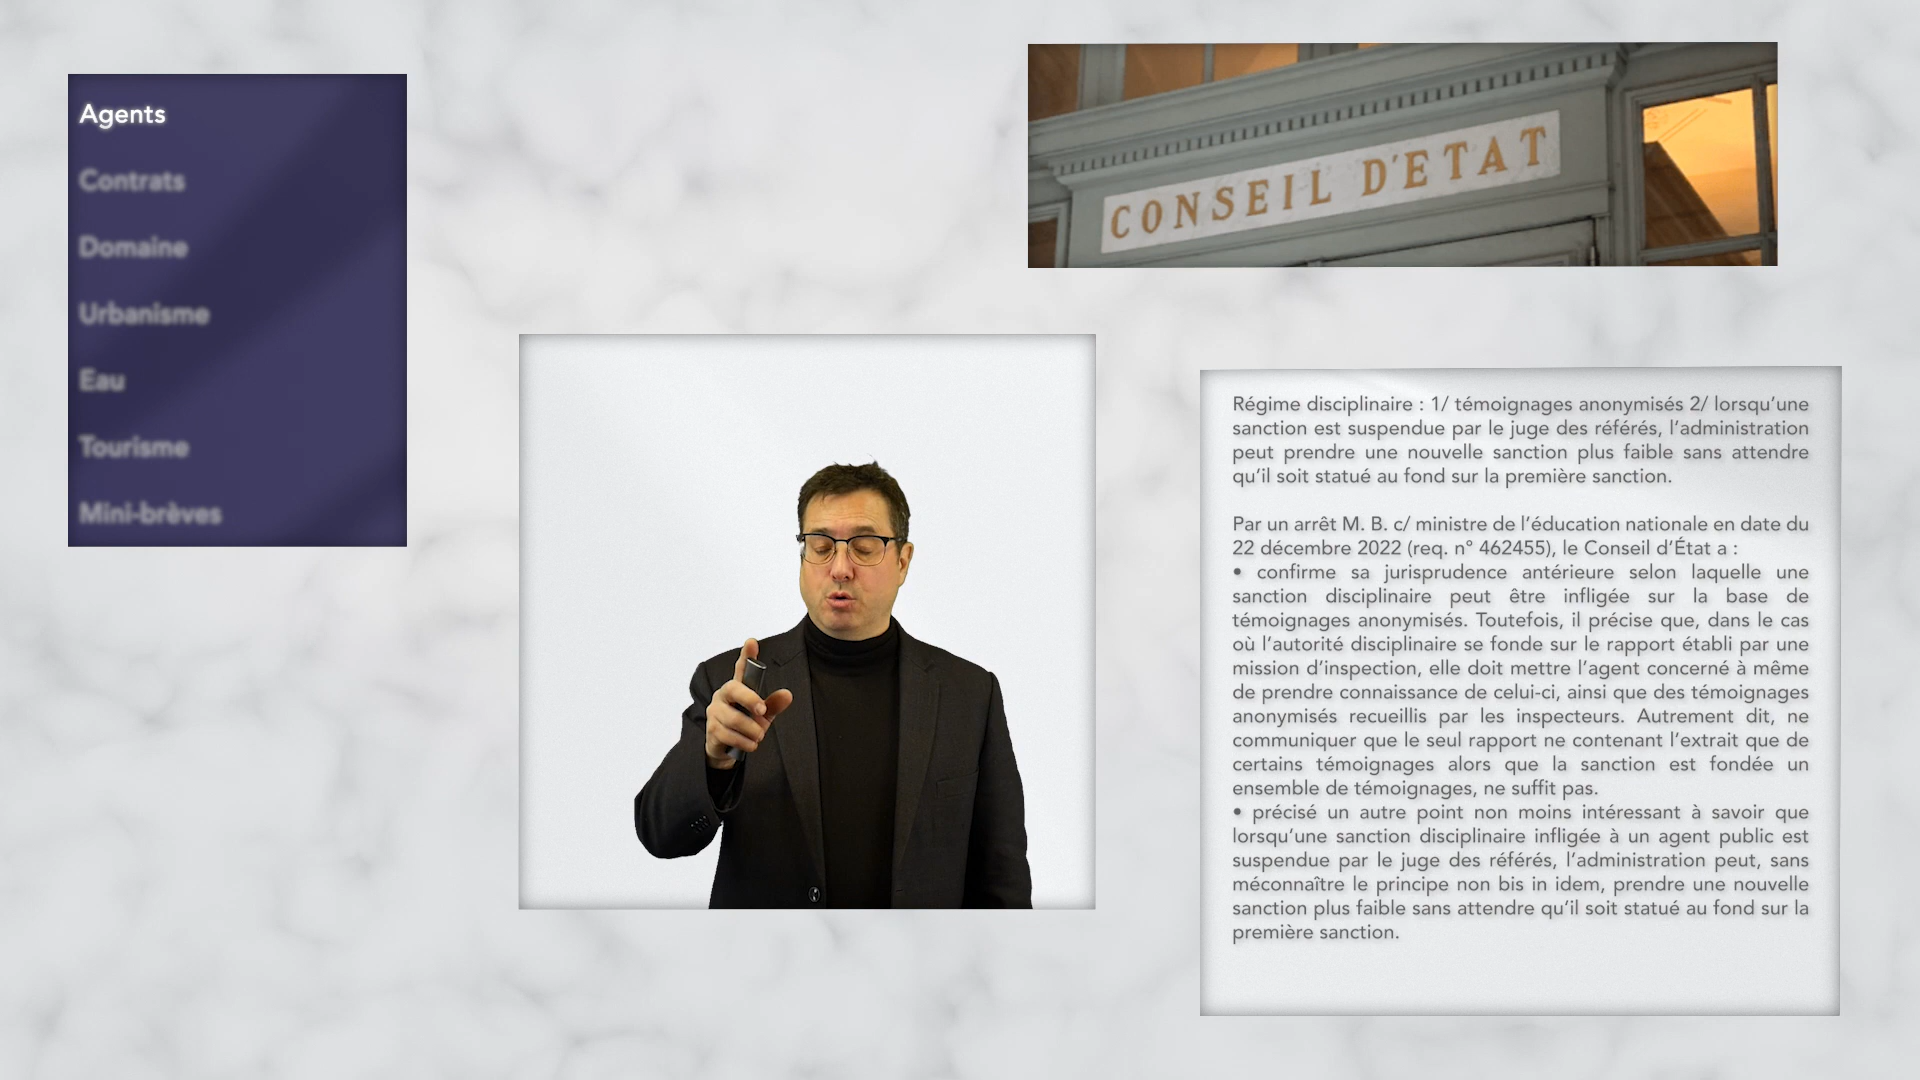 Agents
Contrats
Domaine
Urbanisme
Eau
Tourisme
Mini-brèves
CONSEIL D'ETAT
Régime disciplinaire : 1/ témoignages anonymisés 2/ lorsqu’une
sanction est suspendue par le juge des référés, l’administration
peut prendre une nouvelle sanction plus faible sans attendre
qu’il soit statué au fond sur la première sanction.
Par un arrêt M. B. c/ ministre de l’éducation nationale en date du
22 décembre 2022 (req. n° 462455), le Conseil d’État a :
• confirme sa jurisprudence antérieure selon laquelle une
sanction disciplinaire peut être infligée sur la base de
témoignages anonymisés. Toutefois, il précise que, dans le cas
où l’autorité disciplinaire se fonde sur le rapport établi par une
mission d’inspection, elle doit mettre l’agent concerné à même
de prendre connaissance de celui-ci, ainsi que des témoignages
anonymisés recueillis par les inspecteurs. Autrement dit, ne
communiquer que le seul rapport ne contenant l’extrait que de
certains témoignages alors que la sanction est fondée un
ensemble de témoignages, ne suffit pas.
• précisé un autre point non moins intéressant à savoir que
lorsqu’une sanction disciplinaire infligée à un agent public est
suspendue par le juge des référés, l’administration peut, sans
méconnaître le principe non bis in idem, prendre une nouvelle
sanction plus faible sans attendre qu’il soit statué au fond sur la
première sanction.